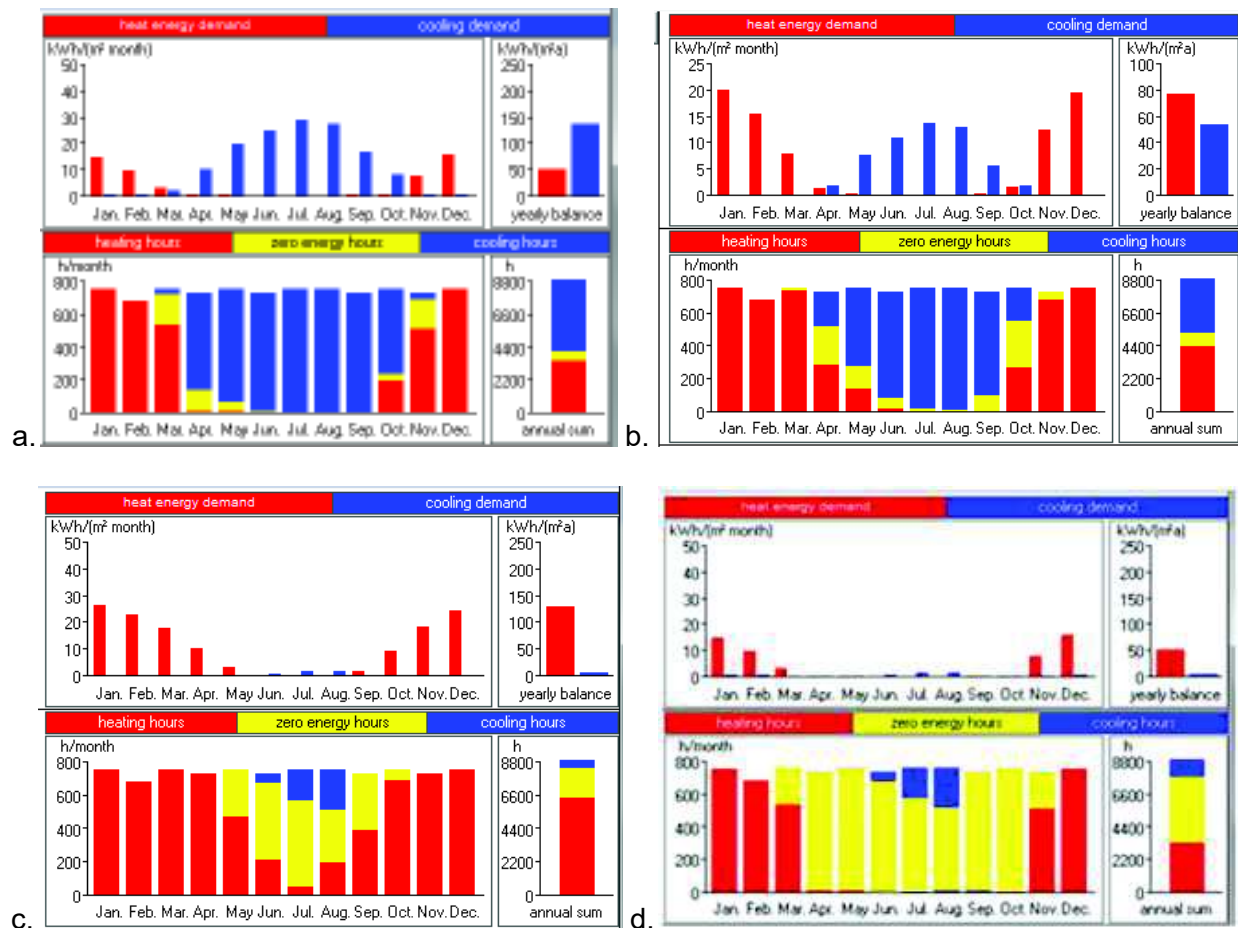 heat energy demand cooling demand
kWh/(m² month) kWh/(m²a)
50 250
40 200
30 150
20 100
10 50
0 0
Jan. Feb. Mar. Apr. May Jun. Jul. Aug. Sep. Oct. Nov. Dec. yearly balance
heating hours zero energy hours cooling hours
h/month h
800 8800
600 6600
400 4400
200 2200
0 0
Jan. Feb. Mar. Apr. May Jun. Jul. Aug. Sep. Oct. Nov. Dec. annual sum
a.
heat energy demand cooling demand
kWh/(m² month) kWh/(m²a)
25 100
20 80
15 60
10 40
5 20
0 0
Jan. Feb. Mar. Apr. May Jun. Jul. Aug. Sep. Oct. Nov. Dec. yearly balance
heating hours zero energy hours cooling hours
h/month h
800 8800
600 6600
400 4400
200 2200
0 0
Jan. Feb. Mar. Apr. May Jun. Jul. Aug. Sep. Oct. Nov. Dec. annual sum
b.
heat energy demand cooling demand
kWh/(m² month) kWh/(m²a)
50 250
40 200
30 150
20 100
10 50
0 0
Jan. Feb. Mar. Apr. May Jun. Jul. Aug. Sep. Oct. Nov. Dec. yearly balance
heating hours zero energy hours cooling hours
h/month h
800 8800
600 6600
400 4400
200 2200
0 0
Jan. Feb. Mar. Apr. May Jun. Jul. Aug. Sep. Oct. Nov. Dec. annual sum
c.
heat energy demand cooling demand
kWh/(m² month) kWh/(m²a)
50 250
40 200
30 150
20 100
10 50
0 0
Jan. Feb. Mar. Apr. May Jun. Jul. Aug. Sep. Oct. Nov. Dec. yearly balance
heating hours zero energy hours cooling hours
h/month h
800 8800
600 6600
400 4400
200 2200
0 0
Jan. Feb. Mar. Apr. May Jun. Jul. Aug. Sep. Oct. Nov. Dec. annual sum
d.